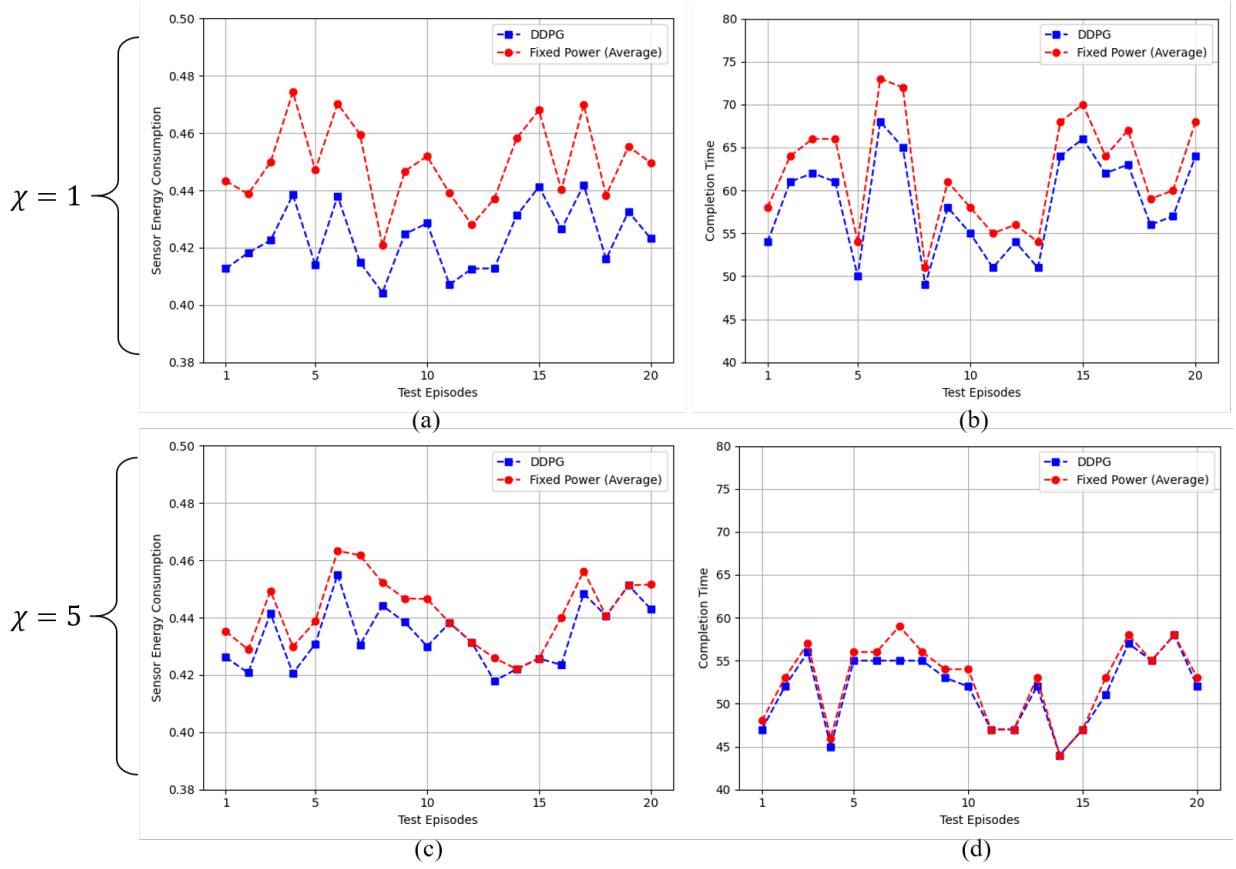 χ = 1
0.50
0.48
0.46
0.44
0.42
0.40
0.38
Sensor Energy Consumption
DDPG
Fixed Power (Average)
1 5 10 15 20
Test Episodes
(a)
80
75
70
65
60
55
50
45
40
Completion Time
DDPG
Fixed Power (Average)
1 5 10 15 20
Test Episodes
(b)
χ = 5
0.50
0.48
0.46
0.44
0.42
0.40
0.38
Sensor Energy Consumption
DDPG
Fixed Power (Average)
1 5 10 15 20
Test Episodes
(c)
80
75
70
65
60
55
50
45
40
Completion Time
DDPG
Fixed Power (Average)
1 5 10 15 20
Test Episodes
(d)